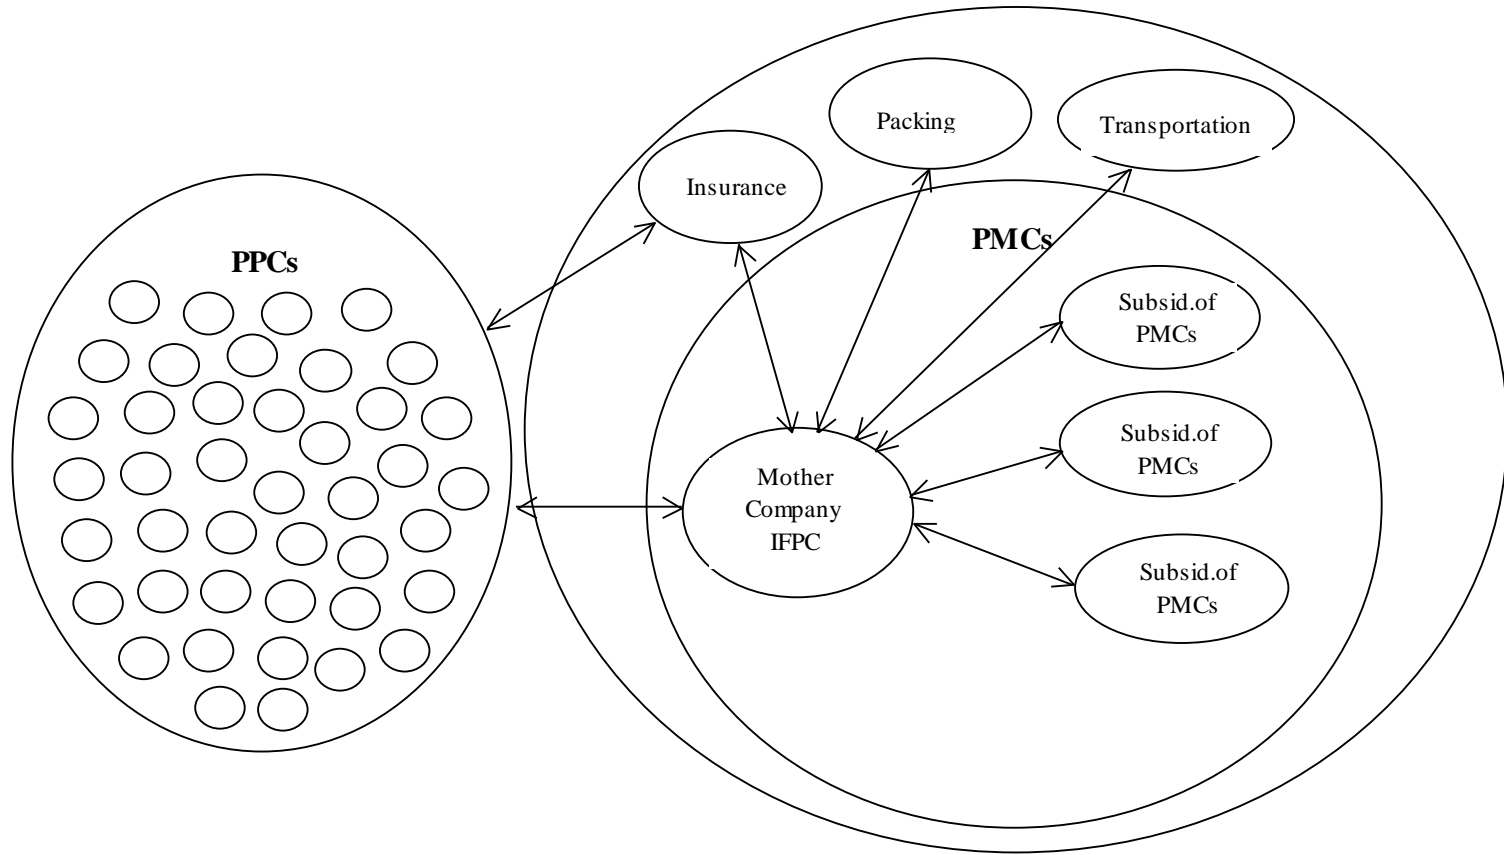 Packing
Transportation
Insurance
PMCs
PPCs
Subsid.of
PMCs
Subsid.of
PMCs
Mother
Company
IFPC
Subsid.of
PMCs